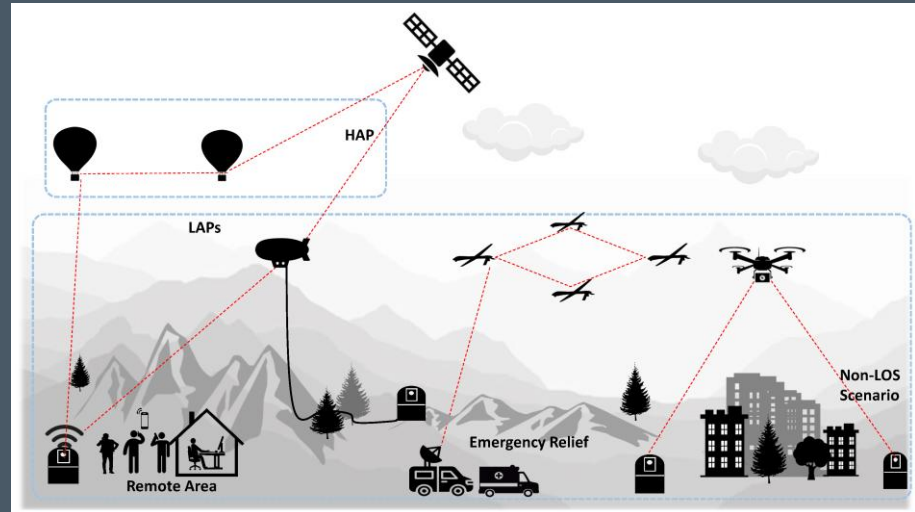 HAP
LAPs
Non-LOS
Scenario
Emergency Relief
Remote Area